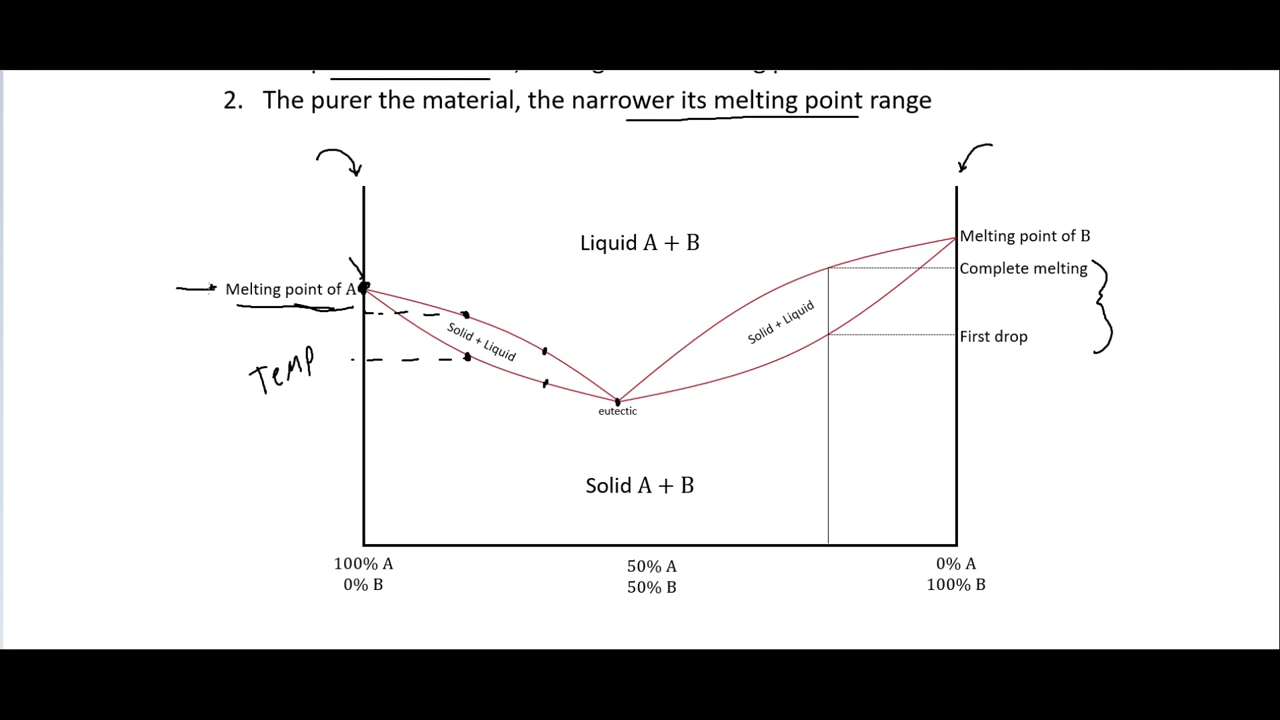 2. The purer the material, the narrower its melting point range
Liquid A + B
Melting point of B
Complete melting
Melting point of A
Solid + Liquid
Solid + Liquid
First drop
Temp
eutectic
Solid A + B
100% A
0% B
50% A
50% B
0% A
100% B